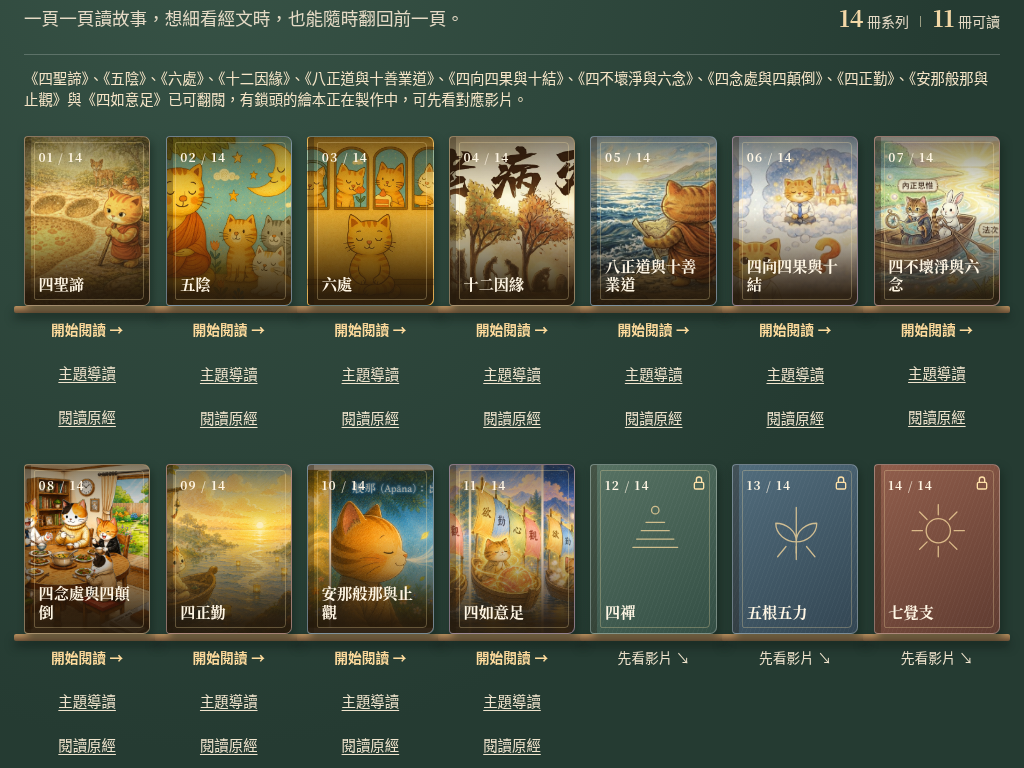 一頁一頁讀故事，想細看經文時，也能隨時翻回前一頁。
14 冊系列 | 11 冊可讀
《四聖諦》、《五陰》、《六處》、《十二因緣》、《八正道與十善業道》、《四向四果與十結》、《四不壞淨與六念》、《四念處與四顛倒》、《四正勤》、《安那般那與
止觀》與《四如意足》已可翻閱，有鎖頭的繪本正在製作中，可先看對應影片。
01 / 14
四聖諦
開始閱讀 →
主題導讀
閱讀原經
02 / 14
五陰
開始閱讀 →
主題導讀
閱讀原經
03 / 14
六處
開始閱讀 →
主題導讀
閱讀原經
04 / 14
病
十二因緣
開始閱讀 →
主題導讀
閱讀原經
05 / 14
八正道與十善
業道
開始閱讀 →
主題導讀
閱讀原經
06 / 14
四向四果與十
結
開始閱讀 →
主題導讀
閱讀原經
07 / 14
內正思惟
法次
四不壞淨與六
念
開始閱讀 →
主題導讀
閱讀原經
08 / 14
四念處與四顛
倒
開始閱讀 →
主題導讀
閱讀原經
09 / 14
四正勤
開始閱讀 →
主題導讀
閱讀原經
10 / 14
般那（Apāna）：
安那般那與止
觀
開始閱讀 →
主題導讀
閱讀原經
11 / 14
欲 勤 心 觀 欲 勤
四如意足
開始閱讀 →
主題導讀
閱讀原經
12 / 14
四禪
先看影片 ↘
13 / 14
五根五力
先看影片 ↘
14 / 14
七覺支
先看影片 ↘